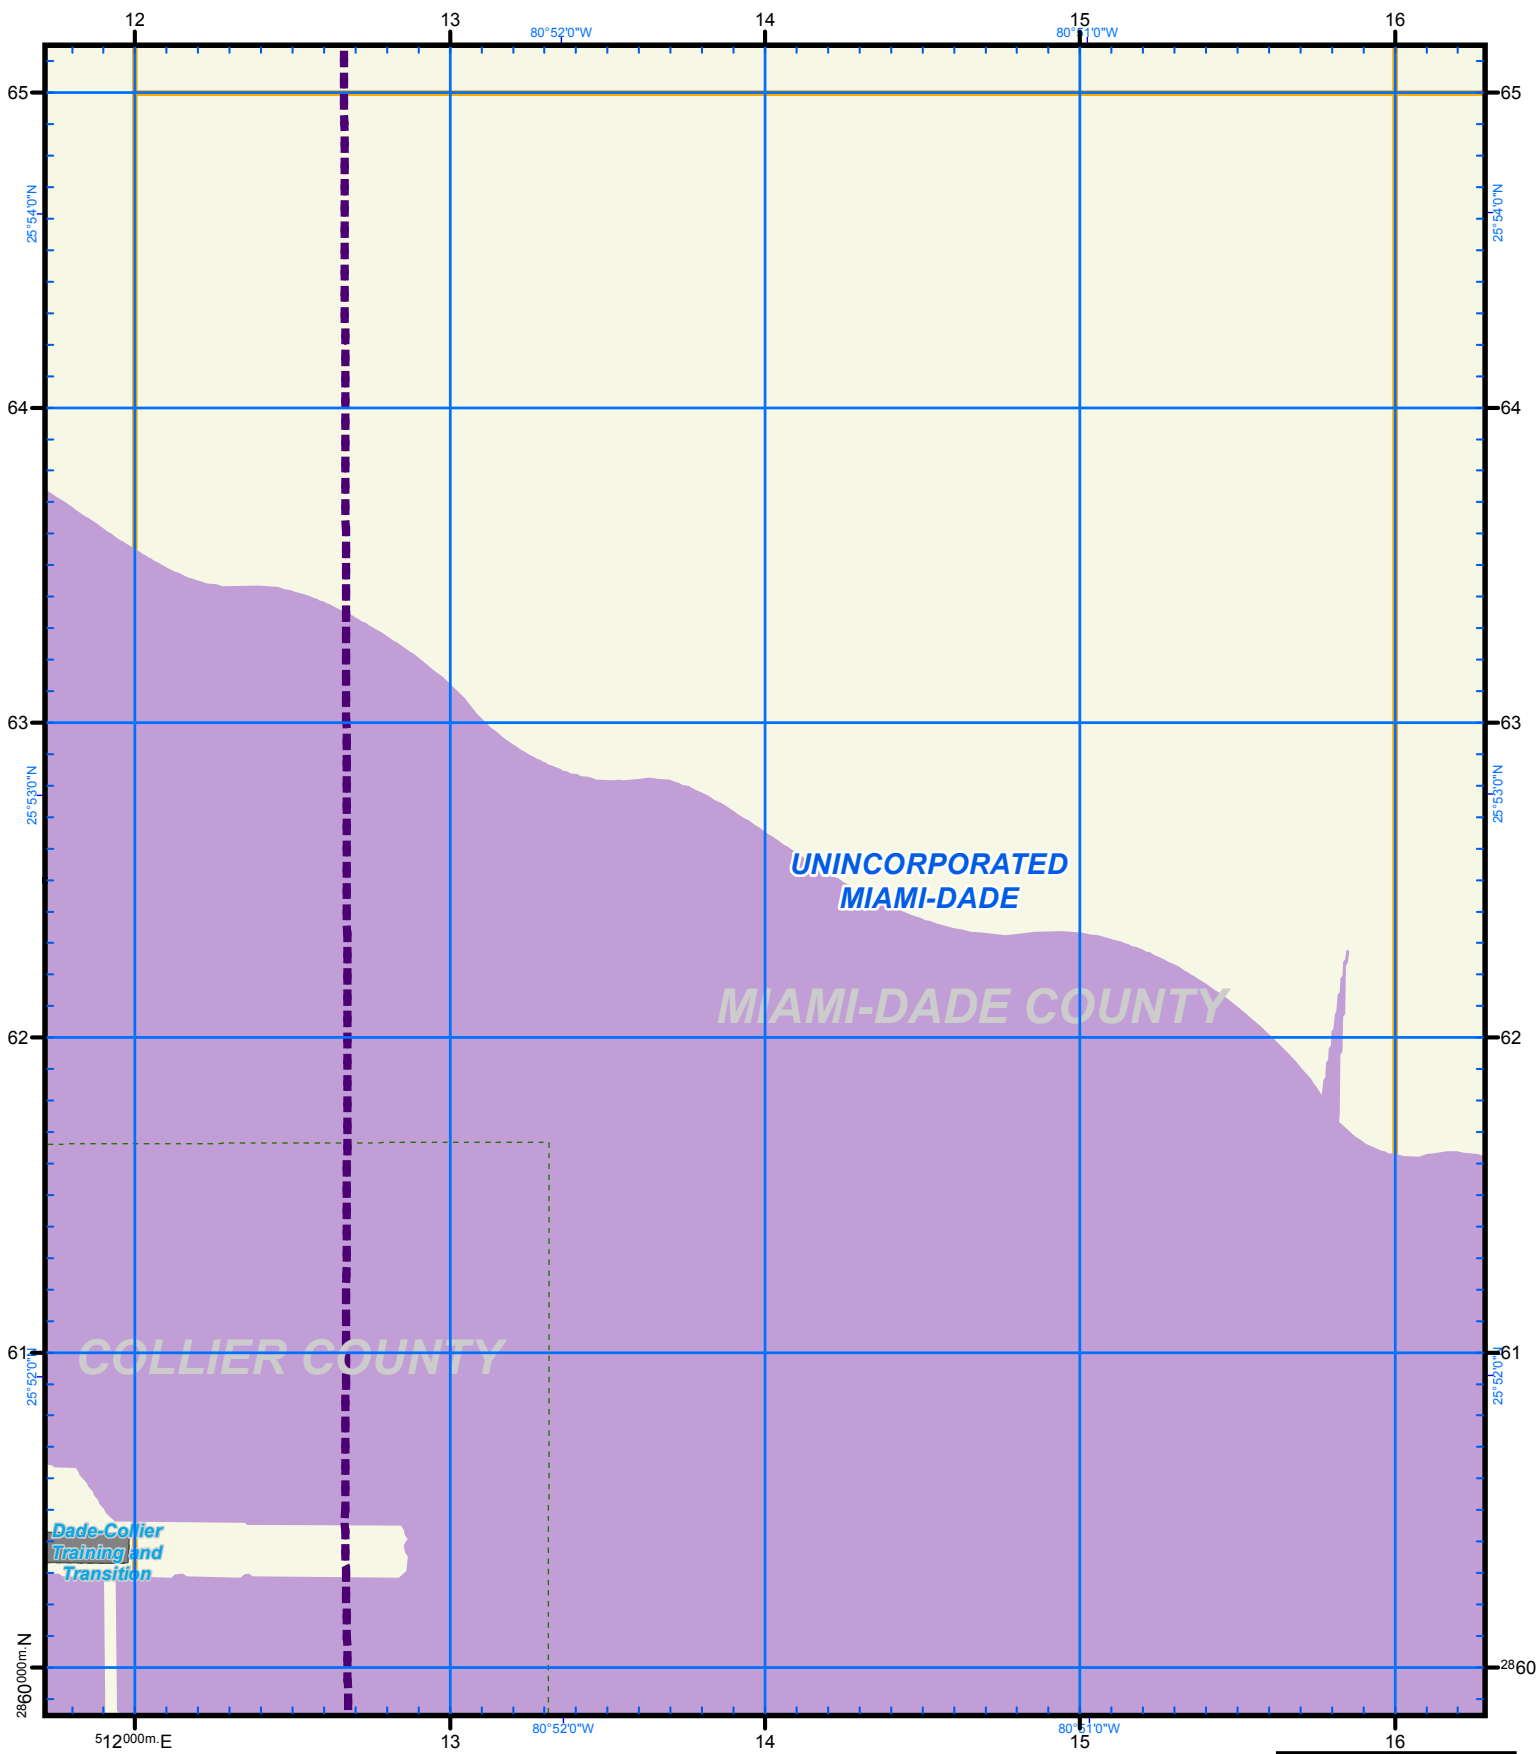 12 13 14 15 16
80°52'0"W 80°51'0"W
65 65
25°54'0"N 25°54'0"N
64 64
63 63
25°53'0"N 25°53'0"N
UNINCORPORATED
MIAMI-DADE
MIAMI-DADE COUNTY
62 62
61 61
COLLIER COUNTY
25°52'0"N 25°52'0"N
Dade-Collier
Training and
Transition
2860000m. N 2860
80°52'0"W 80°51'0"W
512000m. E 13 14 15 16